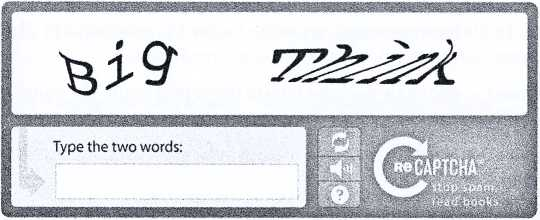 Big Think
Type the two words:
?
reCAPTCHA™
stop spam.
read books.